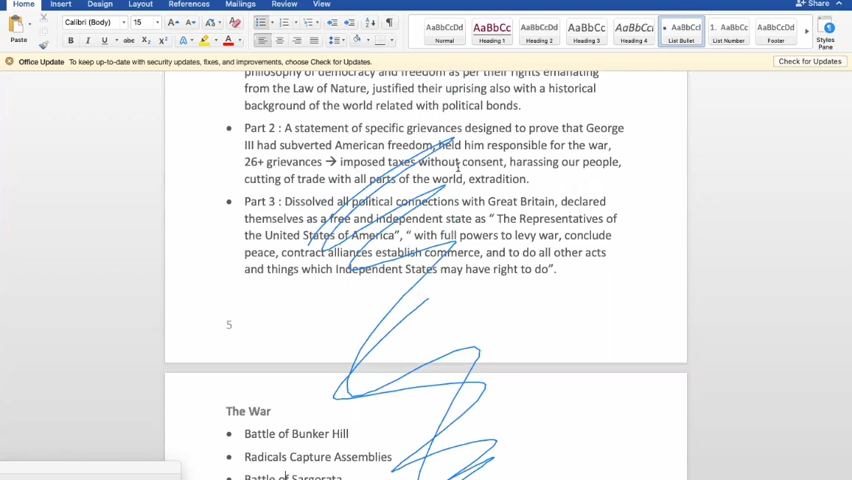 Home Insert Design Layout References Mailings Review View
Share
Paste
Calibri (Body) 15
AaBbCcDd AaBbCc AaBbCcDd AaBbCc AaBbCcDd AaBbCcI AaBbCcDd AaBbCcDd
Normal Heading 1 Heading 2 Heading 3 Heading 4 List Bullet List Number Footer
Styles
Pane
Office Update To keep up-to-date with security updates, fixes, and improvements, choose Check for Updates. Check for Updates
philosophy of democracy and freedom as per their rights emanating
from the Law of Nature, justified their uprising also with a historical
background of the world related with political bonds.
• Part 2 : A statement of specific grievances designed to prove that George
III had subverted American freedom, held him responsible for the war,
26+ grievances → imposed taxes without consent, harassing our people,
cutting of trade with all parts of the world, extradition.
• Part 3 : Dissolved all political connections with Great Britain, declared
themselves as a free and independent state as “ The Representatives of
the United States of America”, “ with full powers to levy war, conclude
peace, contract alliances establish commerce, and to do all other acts
and things which Independent States may have right to do”.
5
The War
• Battle of Bunker Hill
• Radicals Capture Assemblies
• Battle of Sargorata